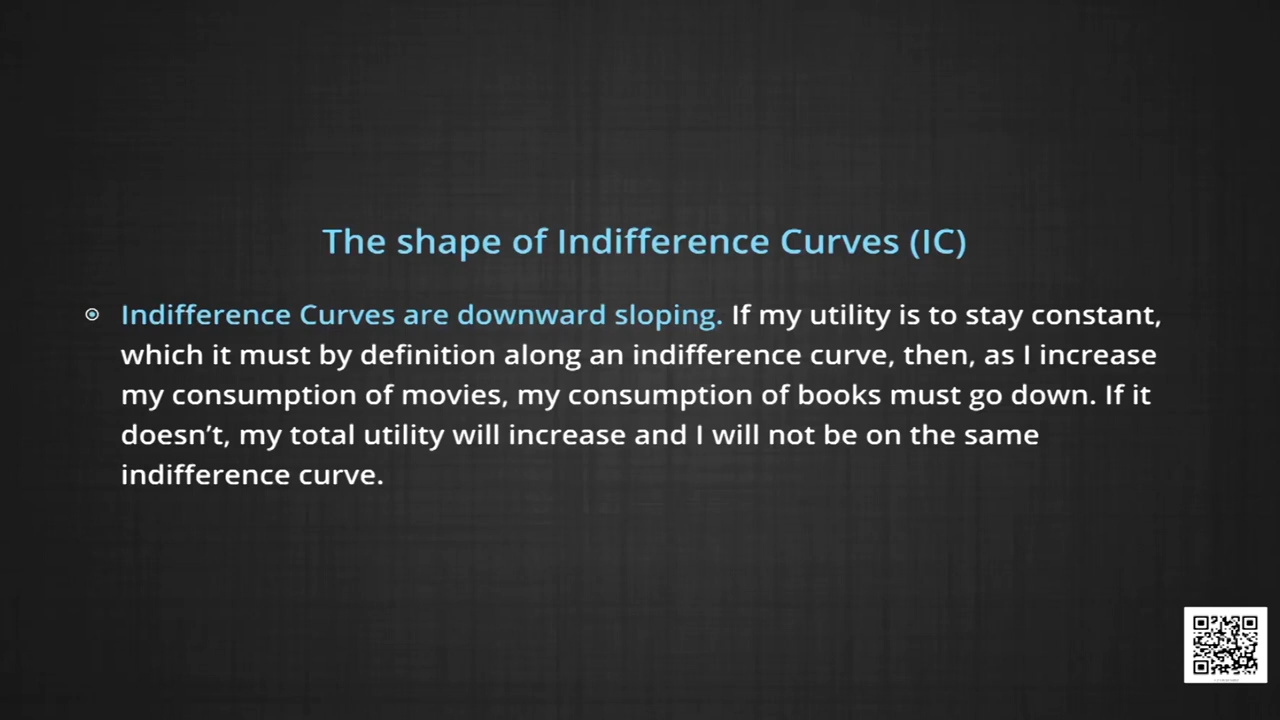 The shape of Indifference Curves (IC)
Indifference Curves are downward sloping. If my utility is to stay constant,
which it must by definition along an indifference curve, then, as I increase
my consumption of movies, my consumption of books must go down. If it
doesn’t, my total utility will increase and I will not be on the same
indifference curve.